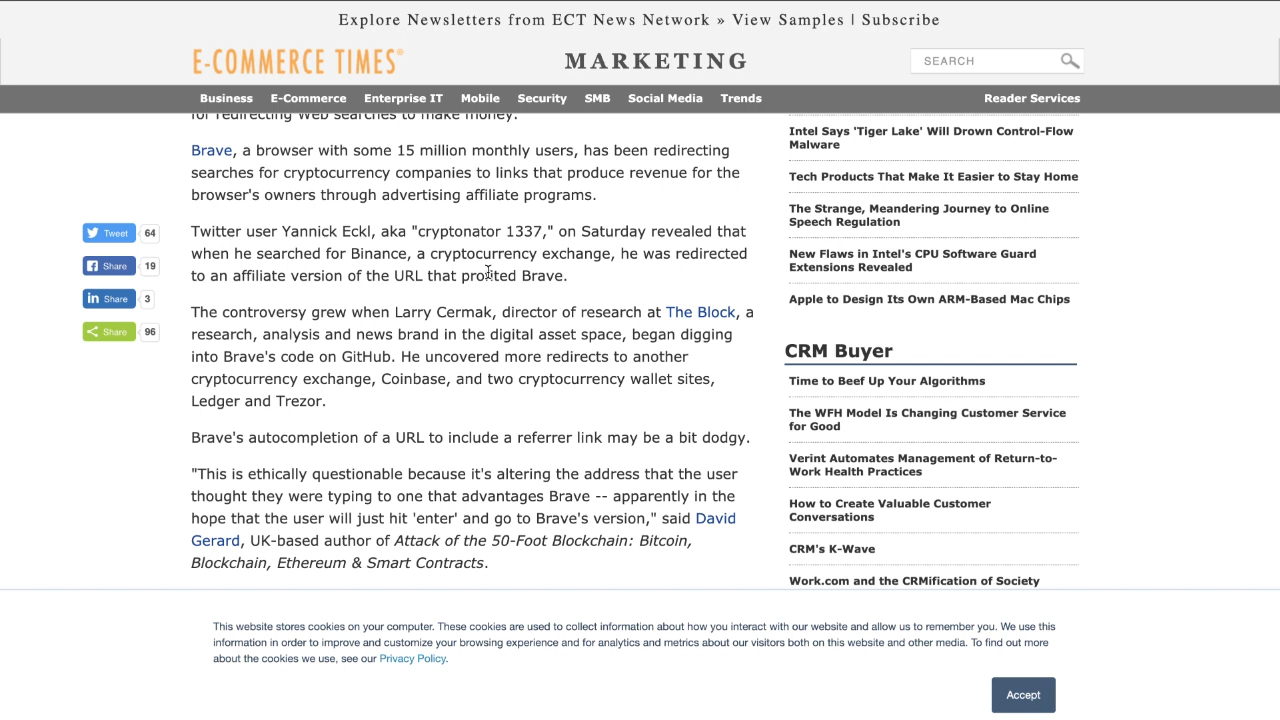 Explore Newsletters from ECT News Network » View Samples | Subscribe
E-COMMERCE TIMES®
MARKETING
SEARCH
Business E-Commerce Enterprise IT Mobile Security SMB Social Media Trends Reader Services
for redirecting Web searches to make money.
Brave, a browser with some 15 million monthly users, has been redirecting
searches for cryptocurrency companies to links that produce revenue for the
browser's owners through advertising affiliate programs.
Tweet 64
Share 19
Share 3
Share 96
Twitter user Yannick Eckl, aka "cryptonator 1337," on Saturday revealed that
when he searched for Binance, a cryptocurrency exchange, he was redirected
to an affiliate version of the URL that profited Brave.
The controversy grew when Larry Cermak, director of research at The Block, a
research, analysis and news brand in the digital asset space, began digging
into Brave's code on GitHub. He uncovered more redirects to another
cryptocurrency exchange, Coinbase, and two cryptocurrency wallet sites,
Ledger and Trezor.
Brave's autocompletion of a URL to include a referrer link may be a bit dodgy.
"This is ethically questionable because it's altering the address that the user
thought they were typing to one that advantages Brave -- apparently in the
hope that the user will just hit 'enter' and go to Brave's version," said David
Gerard, UK-based author of Attack of the 50-Foot Blockchain: Bitcoin,
Blockchain, Ethereum & Smart Contracts.
Intel Says 'Tiger Lake' Will Drown Control-Flow
Malware
Tech Products That Make It Easier to Stay Home
The Strange, Meandering Journey to Online
Speech Regulation
New Flaws in Intel's CPU Software Guard
Extensions Revealed
Apple to Design Its Own ARM-Based Mac Chips
CRM Buyer
Time to Beef Up Your Algorithms
The WFH Model Is Changing Customer Service
for Good
Verint Automates Management of Return-to-
Work Health Practices
How to Create Valuable Customer
Conversations
CRM's K-Wave
Work.com and the CRMification of Society
This website stores cookies on your computer. These cookies are used to collect information about how you interact with our website and allow us to remember you. We use this
information in order to improve and customize your browsing experience and for analytics and metrics about our visitors both on this website and other media. To find out more
about the cookies we use, see our Privacy Policy.
Accept